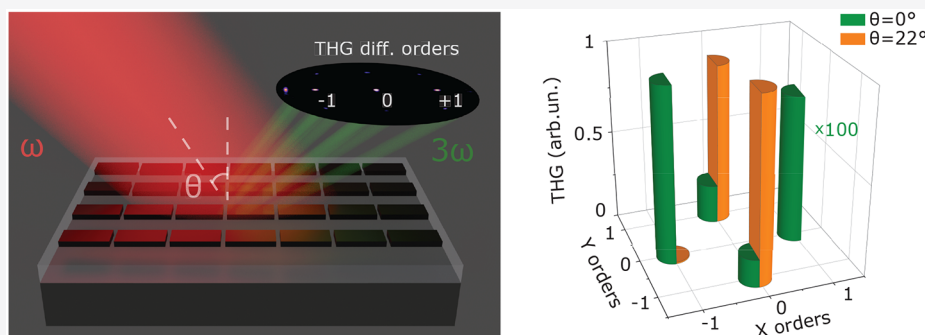 THG diff. orders
-1 0 +1
ω
3ω
θ
θ=0°
θ=22°
×100
THG (arb.un.)
1
0.5
0
Y orders
1
0
-1
X orders
-1
0
1